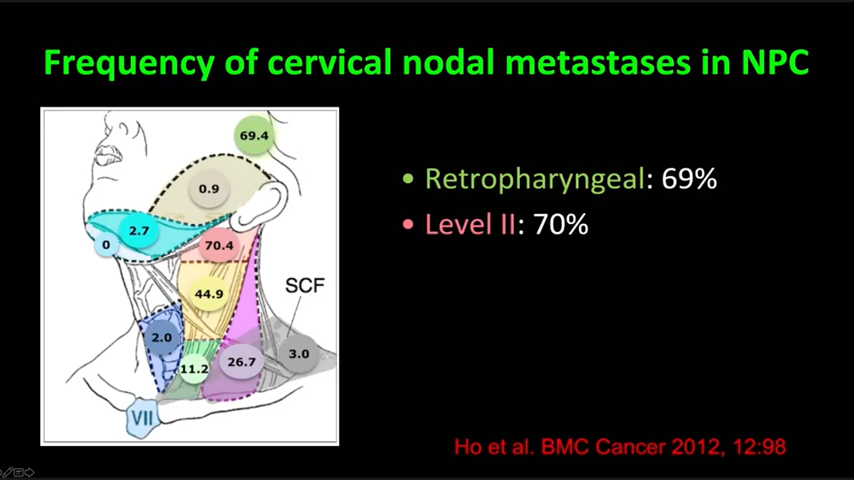 Frequency of cervical nodal metastases in NPC
69.4
0.9
2.7
0
70.4
44.9
SCF
2.0
11.2
26.7
3.0
VII
• Retropharyngeal: 69%
• Level II: 70%
Ho et al. BMC Cancer 2012, 12:98